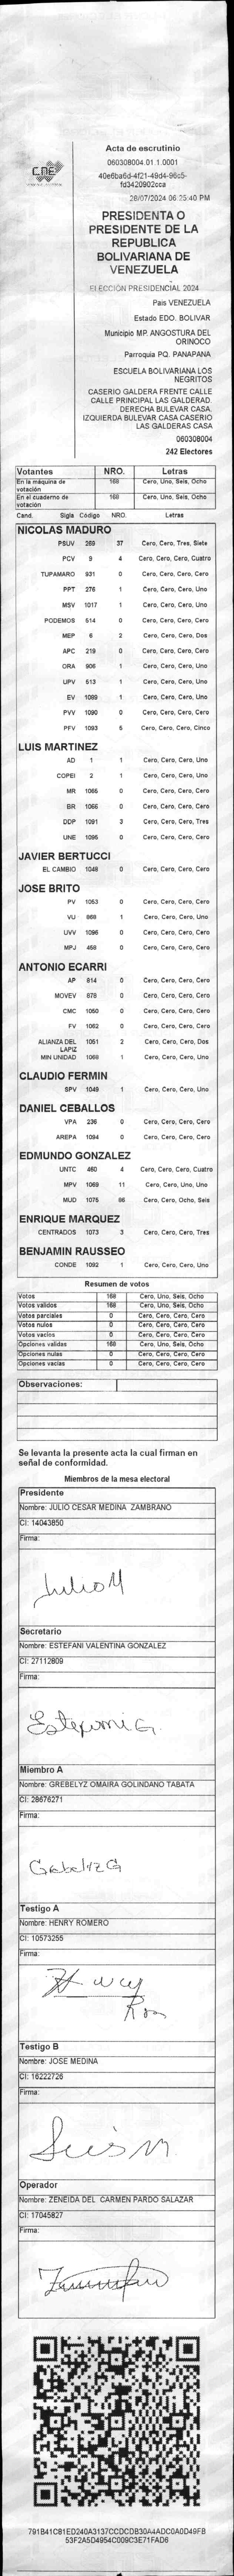 CNE
Acta de escrutinio
060308004.01.1.0001
40e6ba6d-4f21-49d4-96c5-
fd3420902cca
28/07/2024 06:25:40 PM
PRESIDENTA O
PRESIDENTE DE LA
REPUBLICA
BOLIVARIANA DE
VENEZUELA
ELECCIÓN PRESIDENCIAL 2024
Pais VENEZUELA
Estado EDO. BOLIVAR
Municipio MP. ANGOSTURA DEL
ORINOCO
Parroquia PQ. PANAPANA
ESCUELA BOLIVARIANA LOS
NEGRITOS
CASERIO GALDERA FRENTE CALLE
CALLE PRINCIPAL LAS GALDERAD.
DERECHA BULEVAR CASA.
IZQUIERDA BULEVAR CASA CASERIO
LAS GALDERAS CASA
060308004
242 Electores
Votantes NRO. Letras
En la máquina de votación 168 Cero, Uno, Seis, Ocho
En el cuaderno de votación 168 Cero, Uno, Seis, Ocho
Cand. Sigla Código NRO. Letras
NICOLAS MADURO
PSUV 269 37 Cero, Cero, Tres, Siete
PCV 9 4 Cero, Cero, Cero, Cuatro
TUPAMARO 931 0 Cero, Cero, Cero, Cero
PPT 276 1 Cero, Cero, Cero, Uno
MSV 1017 1 Cero, Cero, Cero, Uno
PODEMOS 514 0 Cero, Cero, Cero, Cero
MEP 6 2 Cero, Cero, Cero, Dos
APC 219 0 Cero, Cero, Cero, Cero
ORA 906 1 Cero, Cero, Cero, Uno
UPV 513 1 Cero, Cero, Cero, Uno
EV 1089 1 Cero, Cero, Cero, Uno
PVV 1090 0 Cero, Cero, Cero, Cero
PFV 1093 5 Cero, Cero, Cero, Cinco
LUIS MARTINEZ
AD 1 1 Cero, Cero, Cero, Uno
COPEI 2 1 Cero, Cero, Cero, Uno
MR 1065 0 Cero, Cero, Cero, Cero
BR 1066 0 Cero, Cero, Cero, Cero
DDP 1091 3 Cero, Cero, Cero, Tres
UNE 1095 0 Cero, Cero, Cero, Cero
JAVIER BERTUCCI
EL CAMBIO 1048 0 Cero, Cero, Cero, Cero
JOSE BRITO
PV 1053 0 Cero, Cero, Cero, Cero
VU 868 1 Cero, Cero, Cero, Uno
UVV 1096 0 Cero, Cero, Cero, Cero
MPJ 458 0 Cero, Cero, Cero, Cero
ANTONIO ECARRI
AP 814 0 Cero, Cero, Cero, Cero
MOVEV 878 0 Cero, Cero, Cero, Cero
CMC 1050 0 Cero, Cero, Cero, Cero
FV 1062 0 Cero, Cero, Cero, Cero
ALIANZA DEL LAPIZ 1051 2 Cero, Cero, Cero, Dos
MIN UNIDAD 1068 1 Cero, Cero, Cero, Uno
CLAUDIO FERMIN
SPV 1049 1 Cero, Cero, Cero, Uno
DANIEL CEBALLOS
VPA 236 0 Cero, Cero, Cero, Cero
AREPA 1094 0 Cero, Cero, Cero, Cero
EDMUNDO GONZALEZ
UNTC 460 4 Cero, Cero, Cero, Cuatro
MPV 1069 11 Cero, Cero, Uno, Uno
MUD 1075 86 Cero, Cero, Ocho, Seis
ENRIQUE MARQUEZ
CENTRADOS 1073 3 Cero, Cero, Cero, Tres
BENJAMIN RAUSSEO
CONDE 1092 1 Cero, Cero, Cero, Uno
Resumen de votos
Votos 168 Cero, Uno, Seis, Ocho
Votos validos 168 Cero, Uno, Seis, Ocho
Votos parciales 0 Cero, Cero, Cero, Cero
Votos nulos 0 Cero, Cero, Cero, Cero
Votos vacíos 0 Cero, Cero, Cero, Cero
Opciones validas 168 Cero, Uno, Seis, Ocho
Opciones nulas 0 Cero, Cero, Cero, Cero
Opciones vacías 0 Cero, Cero, Cero, Cero
Observaciones:
Se levanta la presente acta la cual firman en
señal de conformidad.
Miembros de la mesa electoral
Presidente
Nombre: JULIO CESAR MEDINA ZAMBRANO
CI: 14043850
Firma:
Julio M
Secretario
Nombre: ESTEFANI VALENTINA GONZALEZ
CI: 27112809
Firma:
Miembro A
Nombre: GREBELYZ OMAIRA GOLINDANO TABATA
CI: 28676271
Firma:
Grebelyz G
Testigo A
Nombre: HENRY ROMERO
CI: 10573255
Firma:
Testigo B
Nombre: JOSE MEDINA
CI: 16222726
Firma:
Operador
Nombre: ZENEIDA DEL CARMEN PARDO SALAZAR
CI: 17045827
Firma:
791B41C81ED240A3137CCDCDB30A4ADC0A0D49FB
53F2A5D4954C009C3E71FAD6